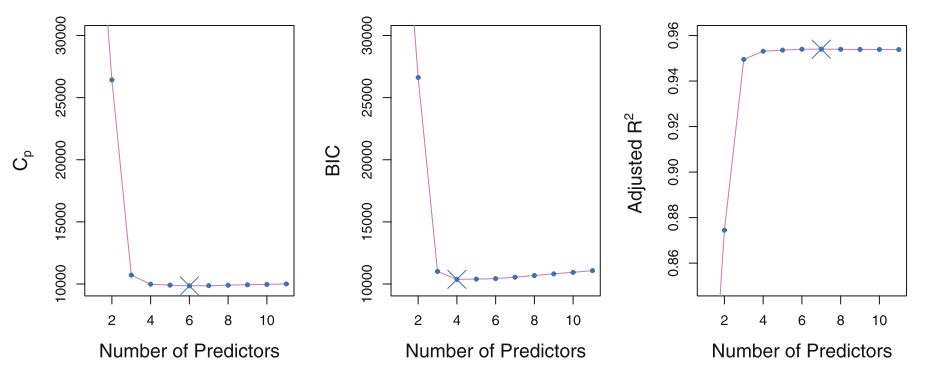 30000
25000
20000
15000
10000
C_p
2 4 6 8 10
Number of Predictors
30000
25000
20000
15000
10000
BIC
2 4 6 8 10
Number of Predictors
0.96
0.94
0.92
0.90
0.88
0.86
Adjusted R²
2 4 6 8 10
Number of Predictors